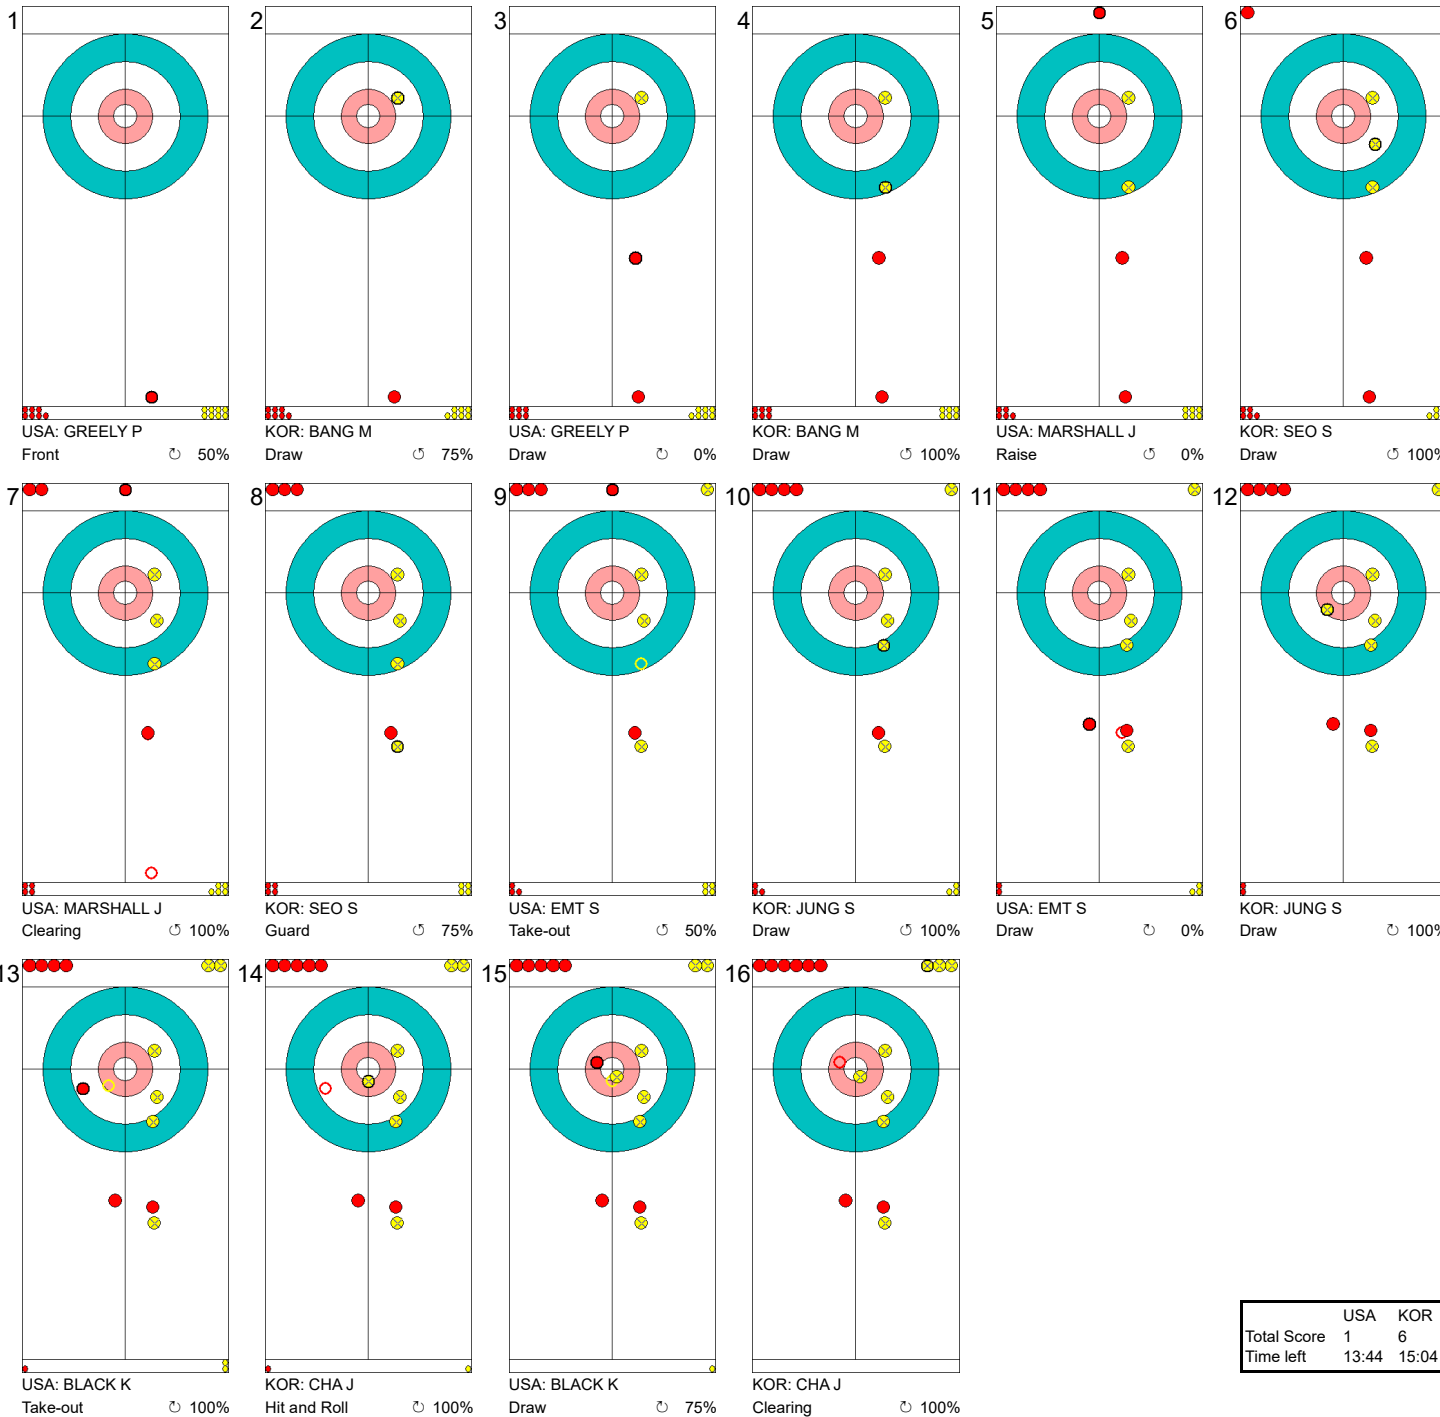 1
2
3
4
5
6
USA: GREELY P
Front ↻ 50%
KOR: BANG M
Draw ↺ 75%
USA: GREELY P
Draw ↻ 0%
KOR: BANG M
Draw ↺ 100%
USA: MARSHALL J
Raise ↺ 0%
KOR: SEO S
Draw ↺ 100%
7
8
9
10
11
12
USA: MARSHALL J
Clearing ↺ 100%
KOR: SEO S
Guard ↺ 75%
USA: EMT S
Take-out ↺ 50%
KOR: JUNG S
Draw ↺ 100%
USA: EMT S
Draw ↻ 0%
KOR: JUNG S
Draw ↻ 100%
13
14
15
16
USA: BLACK K
Take-out ↻ 100%
KOR: CHA J
Hit and Roll ↻ 100%
USA: BLACK K
Draw ↻ 75%
KOR: CHA J
Clearing ↻ 100%
USA KOR
Total Score 1 6
Time left 13:44 15:04